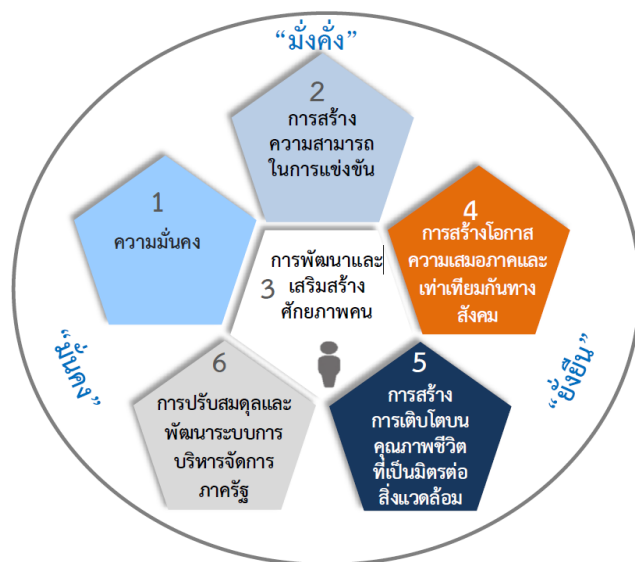 “มั่งคั่ง”
2
การสร้าง
ความสามารถ
ในการแข่งขัน
1
ความมั่นคง
4
การสร้างโอกาส
ความเสมอภาคและ
เท่าเทียมกันทาง
สังคม
การพัฒนาและ
3 เสริมสร้าง
ศักยภาพคน
“มั่นคง”
“ยั่งยืน”
6
การปรับสมดุลและ
พัฒนาระบบการ
บริหารจัดการ
ภาครัฐ
5
การสร้าง
การเติบโตบน
คุณภาพชีวิต
ที่เป็นมิตรต่อ
สิ่งแวดล้อม